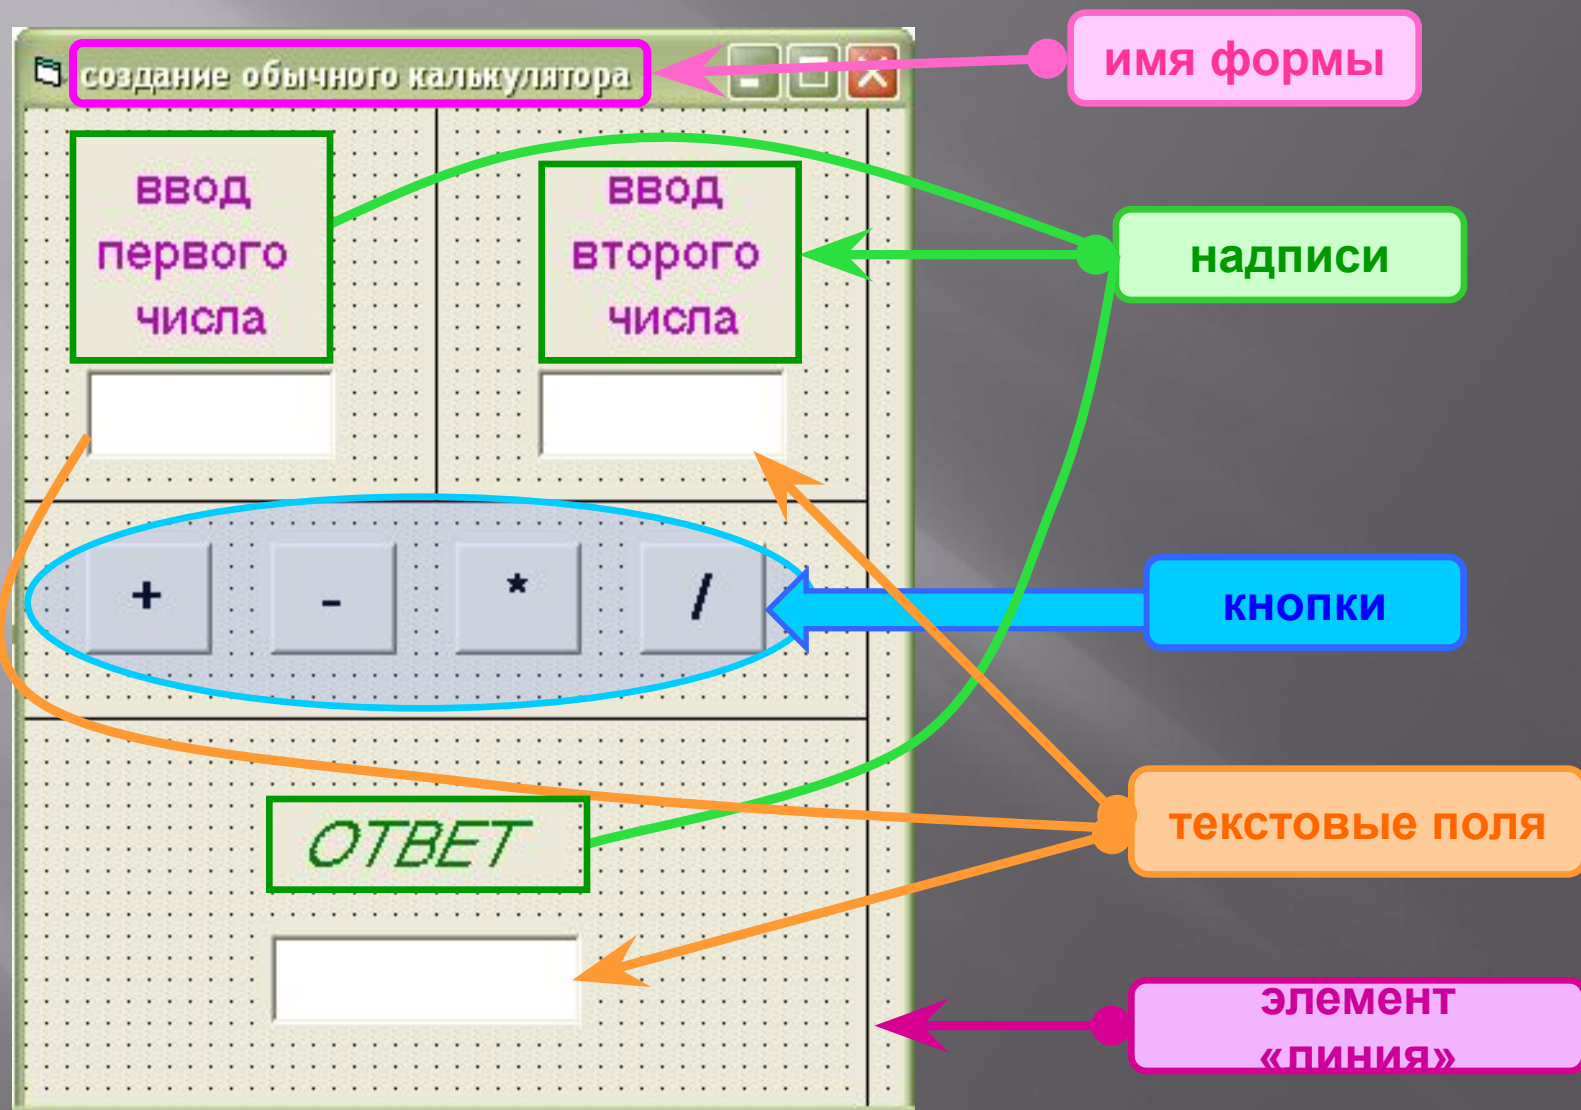 создание обычного калькулятора
имя формы
ввод
первого
числа
ввод
второго
числа
надписи
+ - * /
кнопки
ОТВЕТ
текстовые поля
элемент
«линия»